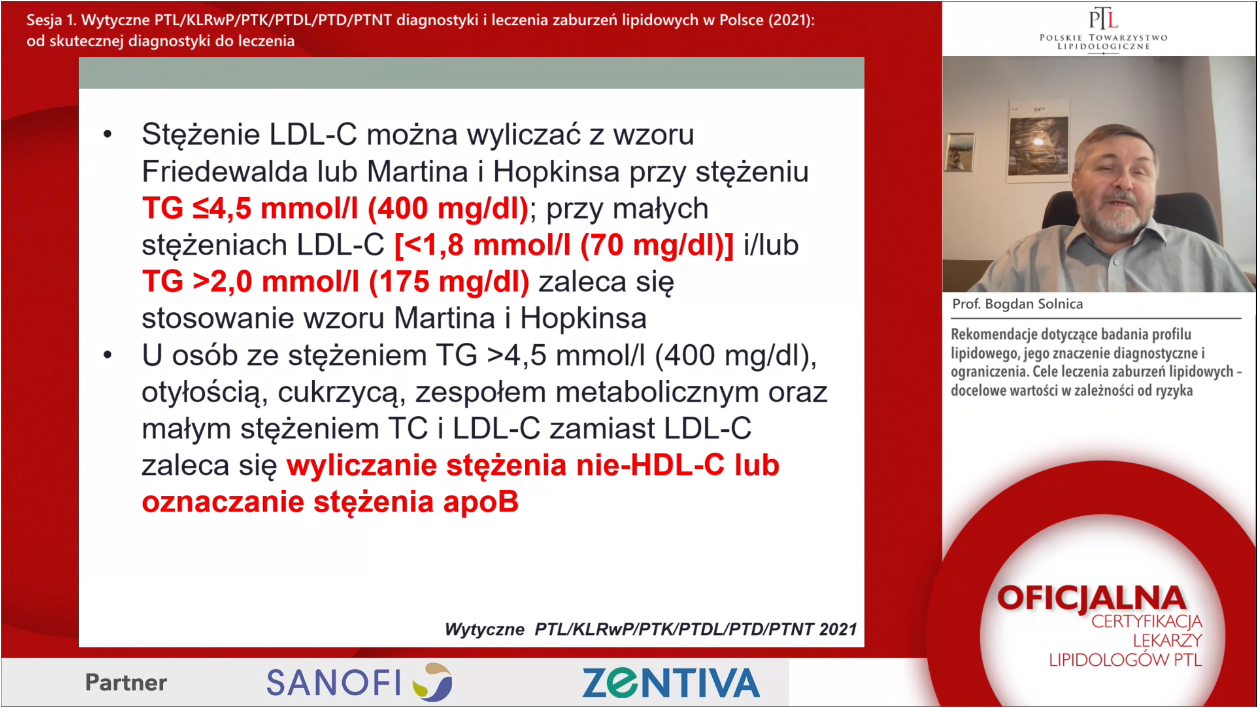 Sesja 1. Wytyczne PTL/KLRwP/PTK/PTDL/PTD/PTNT diagnostyki i leczenia zaburzeń lipidowych w Polsce (2021):
od skutecznej diagnostyki do leczenia
PTL
POLSKIE TOWARZYSTWO
LIPIDOLOGICZNE
• Stężenie LDL-C można wyliczać z wzoru
Friedewalda lub Martina i Hopkinsa przy stężeniu
TG ≤4,5 mmol/l (400 mg/dl); przy małych
stężeniach LDL-C [<1,8 mmol/l (70 mg/dl)] i/lub
TG >2,0 mmol/l (175 mg/dl) zaleca się
stosowanie wzoru Martina i Hopkinsa
• U osób ze stężeniem TG >4,5 mmol/l (400 mg/dl),
otyłością, cukrzycą, zespołem metabolicznym oraz
małym stężeniem TC i LDL-C zamiast LDL-C
zaleca się wyliczanie stężenia nie-HDL-C lub
oznaczanie stężenia apoB
Wytyczne PTL/KLRwP/PTK/PTDL/PTD/PTNT 2021
Prof. Bogdan Solnica
Rekomendacje dotyczące badania profilu
lipidowego, jego znaczenie diagnostyczne i
ograniczenia. Cele leczenia zaburzeń lipidowych –
docelowe wartości w zależności od ryzyka
OFICJALNA
CERTYFIKACJA
LEKARZY
LIPIDOLOGÓW PTL
Partner
SANOFI
ZENTIVA